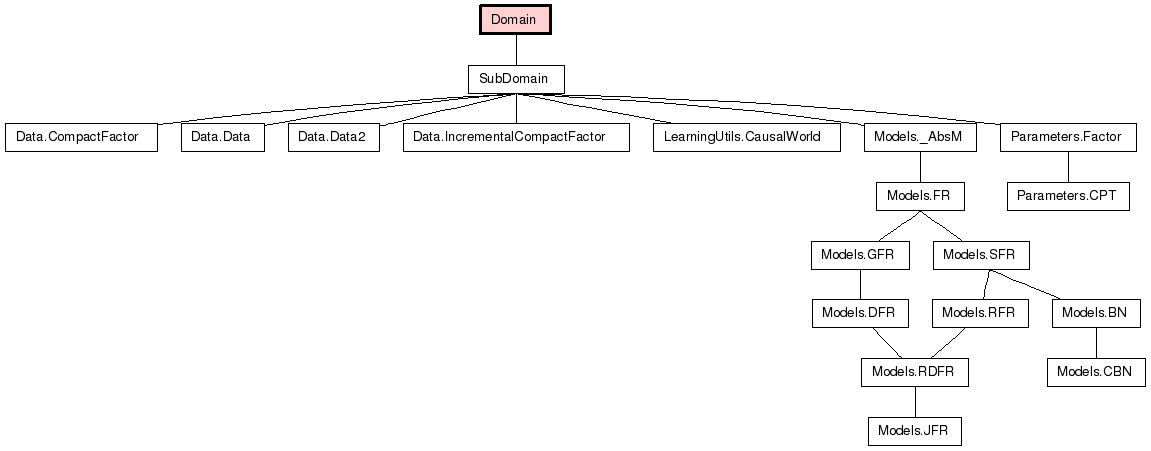 Domain
SubDomain
Data.CompactFactor
Data.Data
Data.Data2
Data.IncrementalCompactFactor
LearningUtils.CausalWorld
Models._AbsM
Parameters.Factor
Models.FR
Parameters.CPT
Models.GFR
Models.SFR
Models.DFR
Models.RFR
Models.BN
Models.RDFR
Models.CBN
Models.JFR